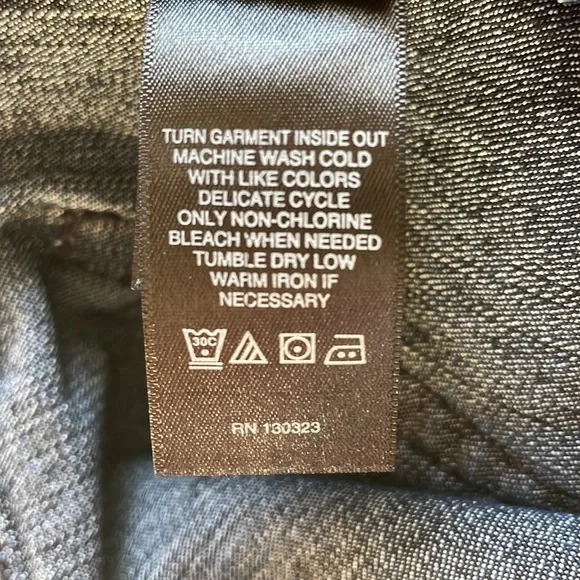 TURN GARMENT INSIDE OUT
MACHINE WASH COLD
WITH LIKE COLORS
DELICATE CYCLE
ONLY NON-CHLORINE
BLEACH WHEN NEEDED
TUMBLE DRY LOW
WARM IRON IF
NECESSARY
30C
RN 130323